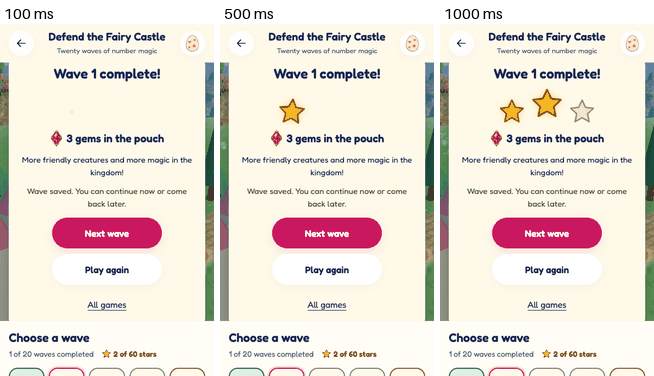 100 ms
Defend the Fairy Castle
Twenty waves of number magic
Wave 1 complete!
3 gems in the pouch
More friendly creatures and more magic in the
kingdom!
Wave saved. You can continue now or come
back later.
Next wave
Play again
All games
Choose a wave
1 of 20 waves completed
2 of 60 stars
500 ms
Defend the Fairy Castle
Twenty waves of number magic
Wave 1 complete!
3 gems in the pouch
More friendly creatures and more magic in the
kingdom!
Wave saved. You can continue now or come
back later.
Next wave
Play again
All games
Choose a wave
1 of 20 waves completed
2 of 60 stars
1000 ms
Defend the Fairy Castle
Twenty waves of number magic
Wave 1 complete!
3 gems in the pouch
More friendly creatures and more magic in the
kingdom!
Wave saved. You can continue now or come
back later.
Next wave
Play again
All games
Choose a wave
1 of 20 waves completed
2 of 60 stars